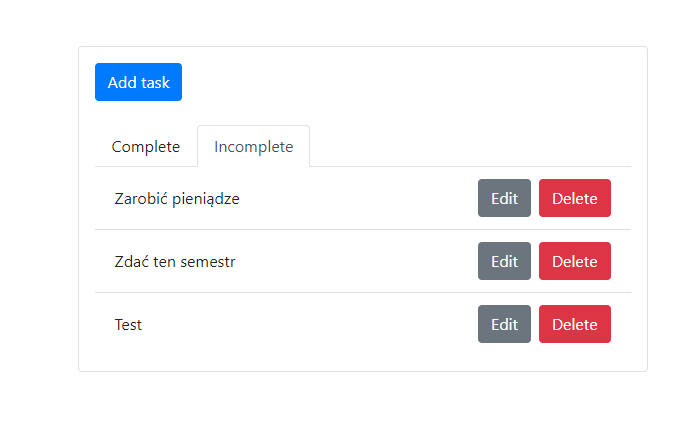 Add task
Complete Incomplete
Zarobić pieniądze Edit Delete
Zdać ten semestr Edit Delete
Test Edit Delete